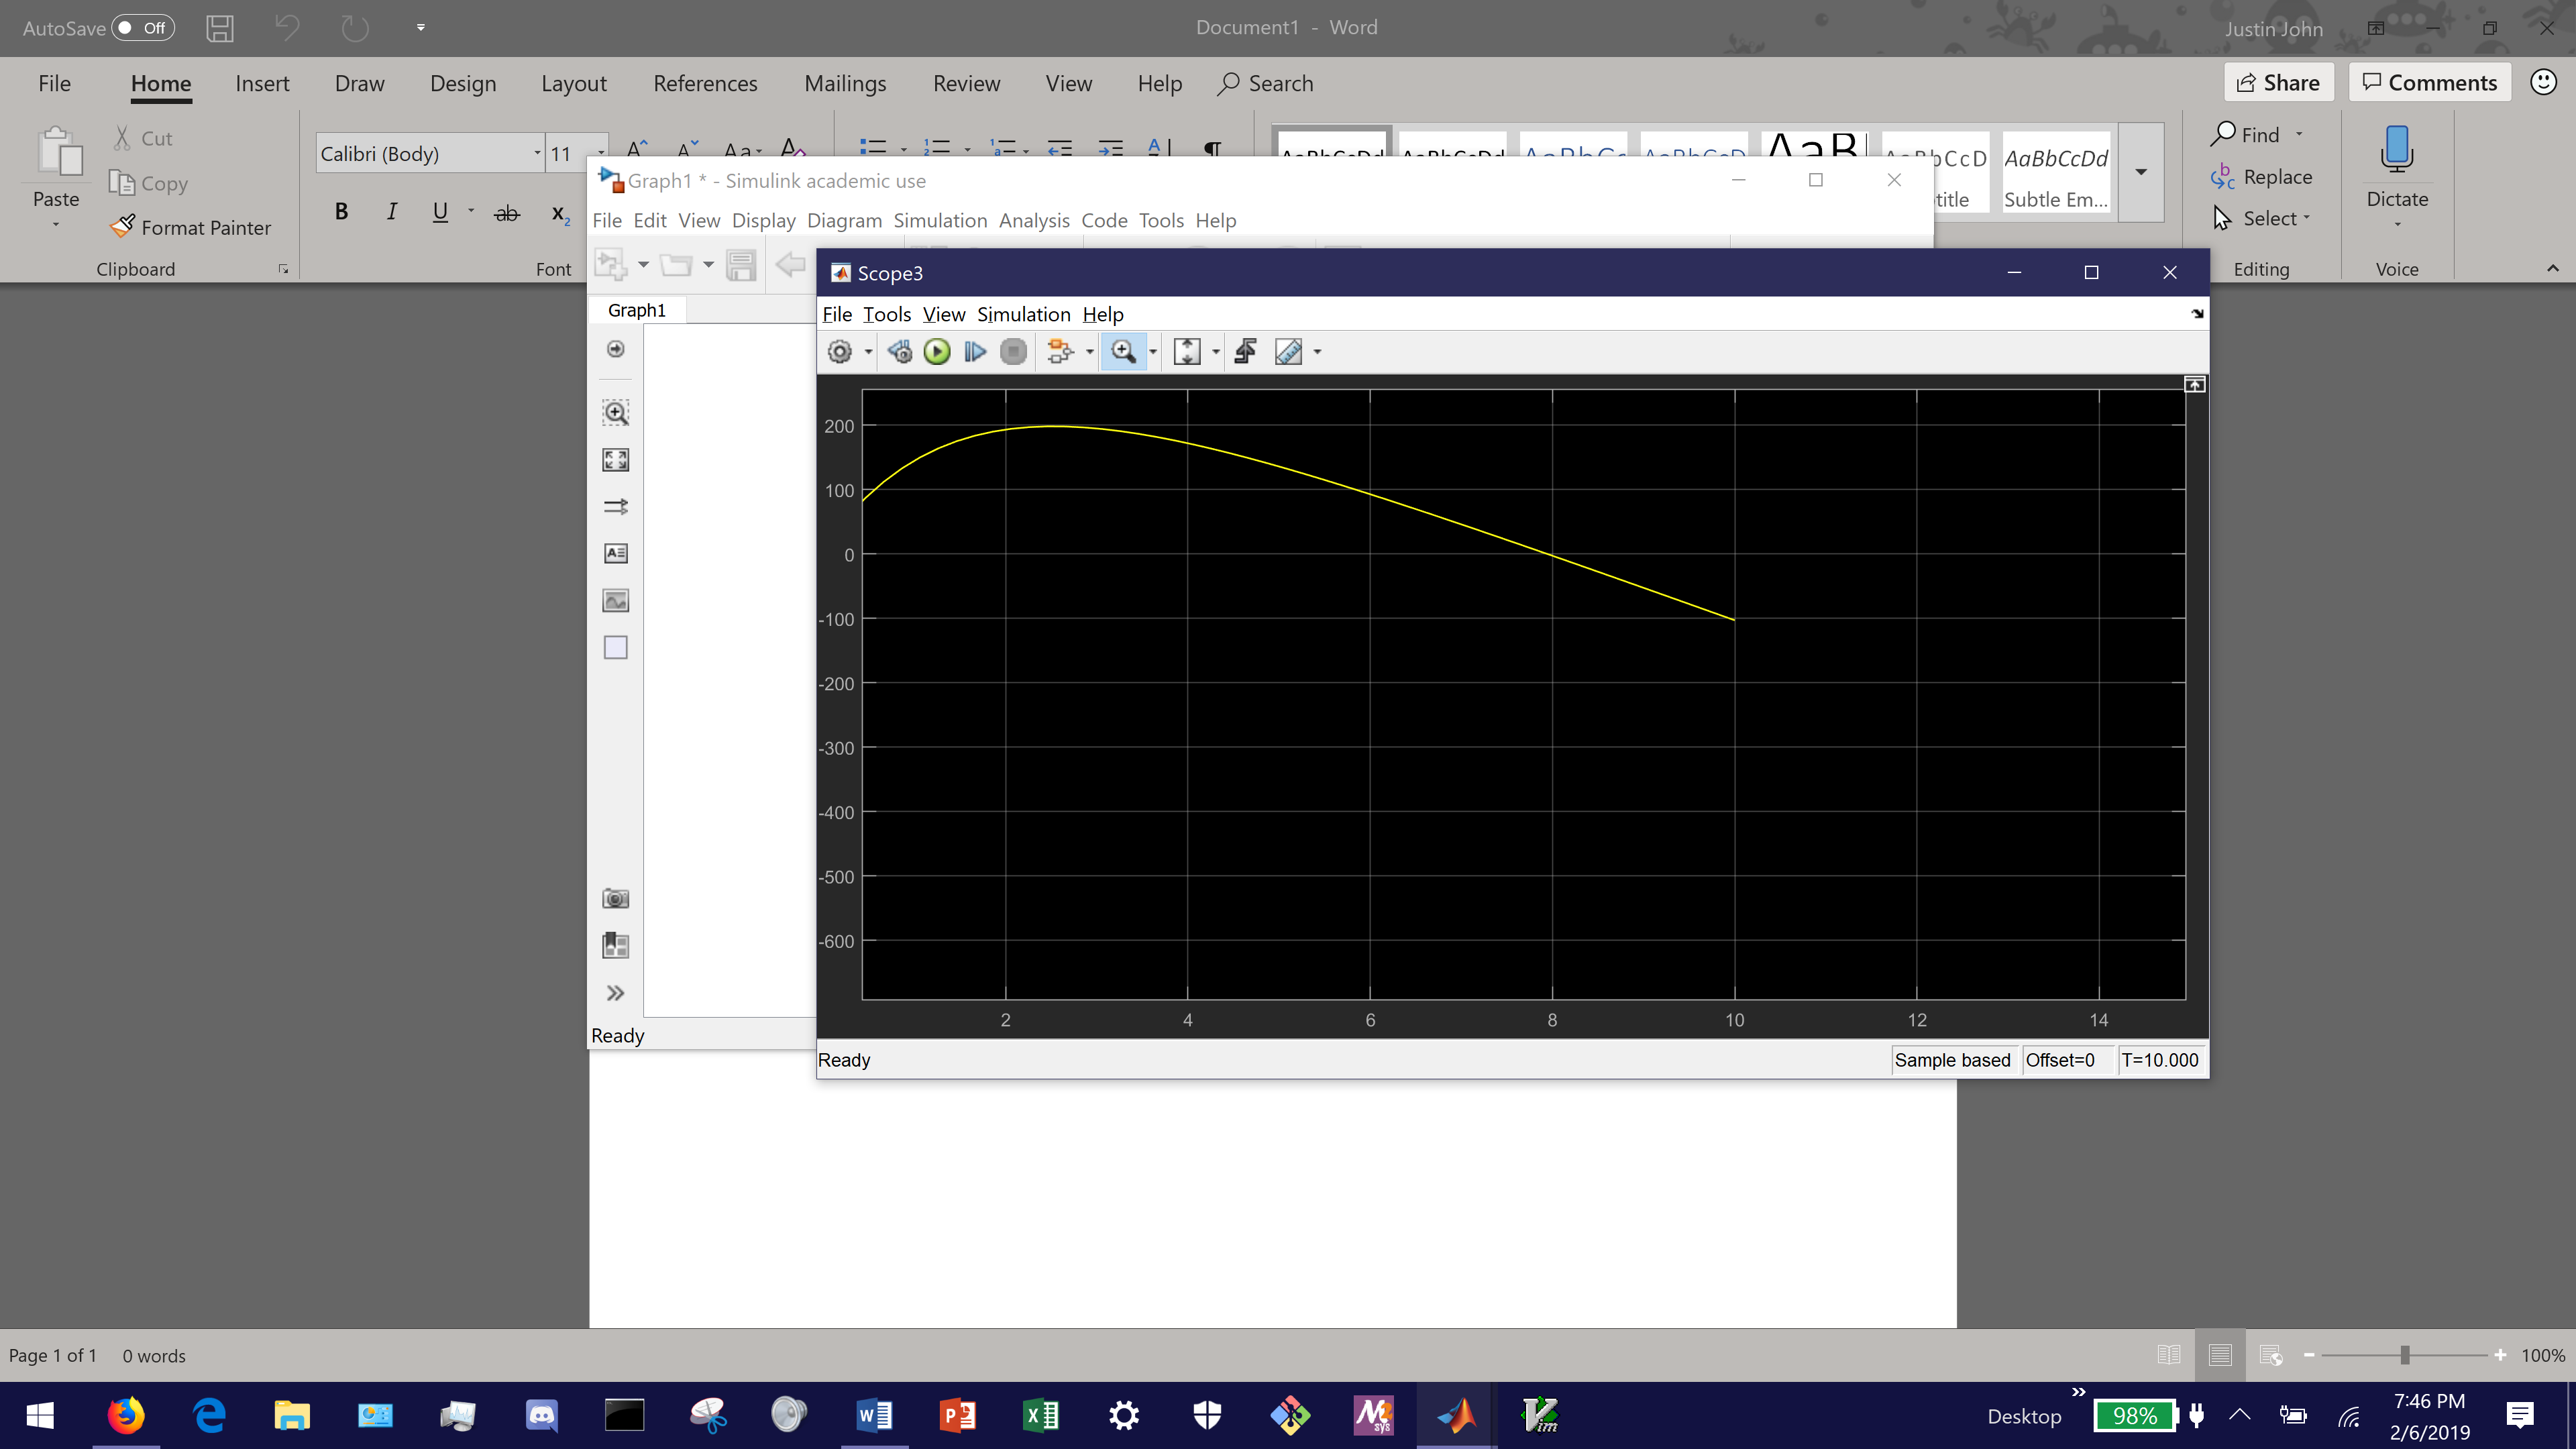 AutoSave Off
Document1 - Word
Justin John
File Home Insert Draw Design Layout References Mailings Review View Help Search
Share Comments
Paste
Cut
Copy
Format Painter
Clipboard
Calibri (Body) 11
B I U ab x2
Font
AaBbCcDd
Subtle Em...
Find
Replace
Select
Editing
Dictate
Voice
Graph1 * - Simulink academic use
File Edit View Display Diagram Simulation Analysis Code Tools Help
Graph1
Ready
Scope3
File Tools View Simulation Help
200
100
0
-100
-200
-300
-400
-500
-600
2 4 6 8 10 12 14
Ready
Sample based Offset=0 T=10.000
Page 1 of 1 0 words
100%
Desktop
98%
7:46 PM
2/6/2019